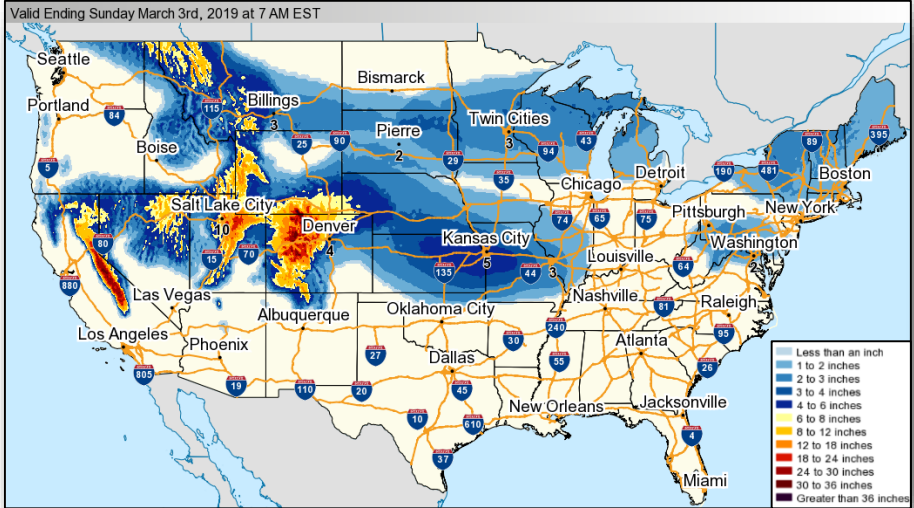 Valid Ending Sunday March 3rd, 2019 at 7 AM EST
Seattle
Bismarck
Portland
84
115
Billings
3
Pierre
2
Twin Cities
3
395
89
Boise
25
90
29
94
43
Detroit
190
481
Boston
5
35
Chicago
Salt Lake City
10
Denver
4
74
65
75
Pittsburgh
New York
80
15
70
Kansas City
5
135
44
3
Louisville
64
Washington
2
880
Las Vegas
Albuquerque
Oklahoma City
Nashville
81
Raleigh
Los Angeles
Phoenix
27
30
240
55
Atlanta
95
805
19
110
20
Dallas
45
26
10
610
New Orleans
Jacksonville
4
37
Miami
Less than an inch
1 to 2 inches
2 to 3 inches
3 to 4 inches
4 to 6 inches
6 to 8 inches
8 to 12 inches
12 to 18 inches
18 to 24 inches
24 to 30 inches
30 to 36 inches
Greater than 36 inches